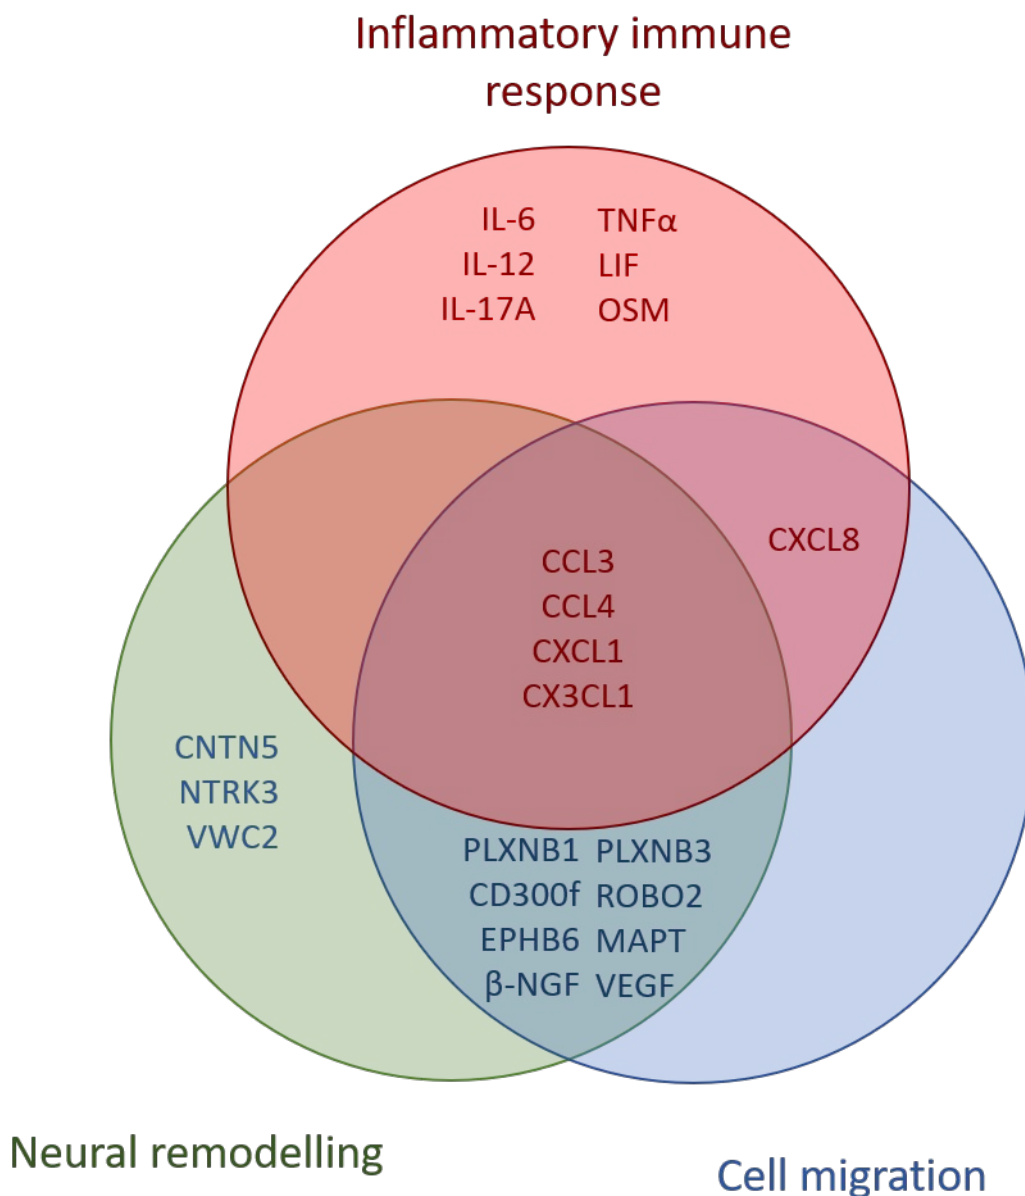 Inflammatory immune
response
IL-6 TNFα
IL-12 LIF
IL-17A OSM
CXCL8
CCL3
CCL4
CXCL1
CX3CL1
CNTN5
NTRK3
VWC2
PLXNB1 PLXNB3
CD300f ROBO2
EPHB6 MAPT
β-NGF VEGF
Neural remodelling
Cell migration